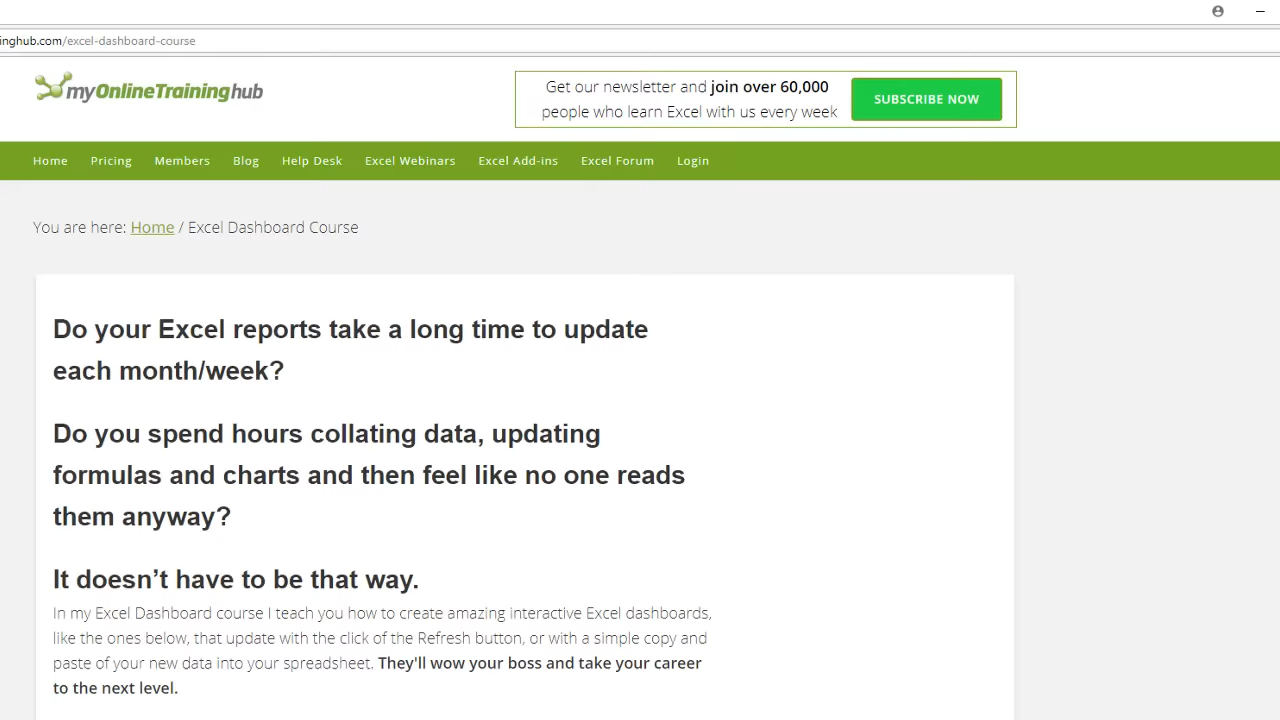 inghub.com/excel-dashboard-course
myOnlineTraininghub
Get our newsletter and join over 60,000
people who learn Excel with us every week
SUBSCRIBE NOW
Home Pricing Members Blog Help Desk Excel Webinars Excel Add-ins Excel Forum Login
You are here: Home / Excel Dashboard Course
Do your Excel reports take a long time to update
each month/week?
Do you spend hours collating data, updating
formulas and charts and then feel like no one reads
them anyway?
It doesn’t have to be that way.
In my Excel Dashboard course I teach you how to create amazing interactive Excel dashboards,
like the ones below, that update with the click of the Refresh button, or with a simple copy and
paste of your new data into your spreadsheet. They'll wow your boss and take your career
to the next level.